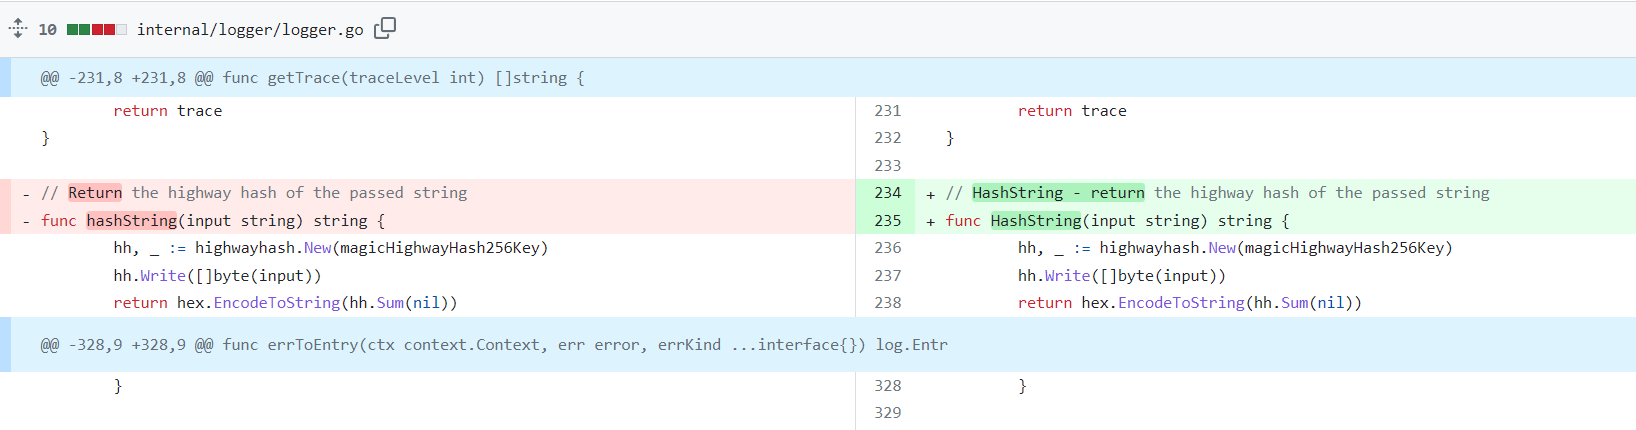 10 internal/logger/logger.go
@@ -231,8 +231,8 @@ func getTrace(traceLevel int) []string {
return trace 231 return trace
} 232 }
233
- // Return the highway hash of the passed string 234 + // HashString - return the highway hash of the passed string
- func hashString(input string) string { 235 + func HashString(input string) string {
hh, _ := highwayhash.New(magicHighwayHash256Key) 236 hh, _ := highwayhash.New(magicHighwayHash256Key)
hh.Write([]byte(input)) 237 hh.Write([]byte(input))
return hex.EncodeToString(hh.Sum(nil)) 238 return hex.EncodeToString(hh.Sum(nil))
@@ -328,9 +328,9 @@ func errToEntry(ctx context.Context, err error, errKind ...interface{}) log.Entr
} 328 }
329